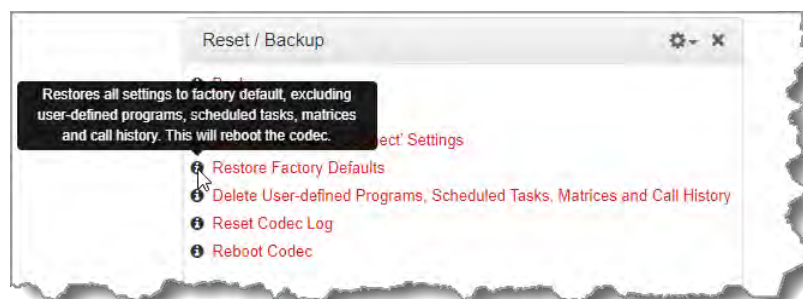 Reset / Backup
Restores all settings to factory default, excluding
user-defined programs, scheduled tasks, matrices
and call history. This will reboot the codec.
Settings
Restore Factory Defaults
Delete User-defined Programs, Scheduled Tasks, Matrices and Call History
Reset Codec Log
Reboot Codec